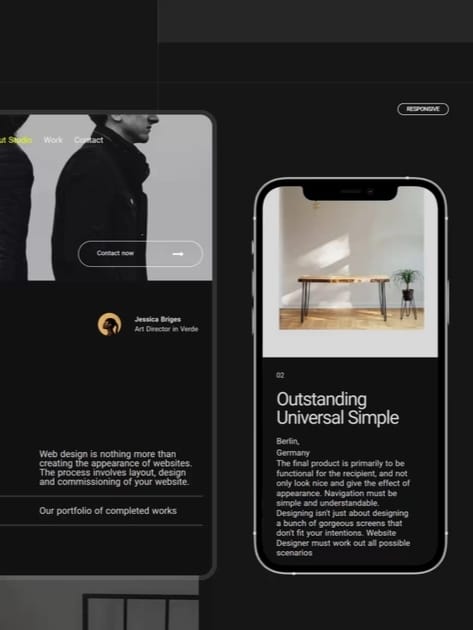 RESPONSIVE
ut Studio Work Contact
Contact now
Jessica Briges
Art Director in Verde
Web design is nothing more than
creating the appearance of websites.
The process involves layout, design
and commissioning of your website.
Our portfolio of completed works
02
Outstanding
Universal Simple
Berlin,
Germany
The final product is primarily to be
functional for the recipient, and not
only look nice and give the effect of
appearance. Navigation must be
simple and understandable.
Designing isn't just about designing
a bunch of gorgeous screens that
don't fit your intentions. Website
Designer must work out all possible
scenarios